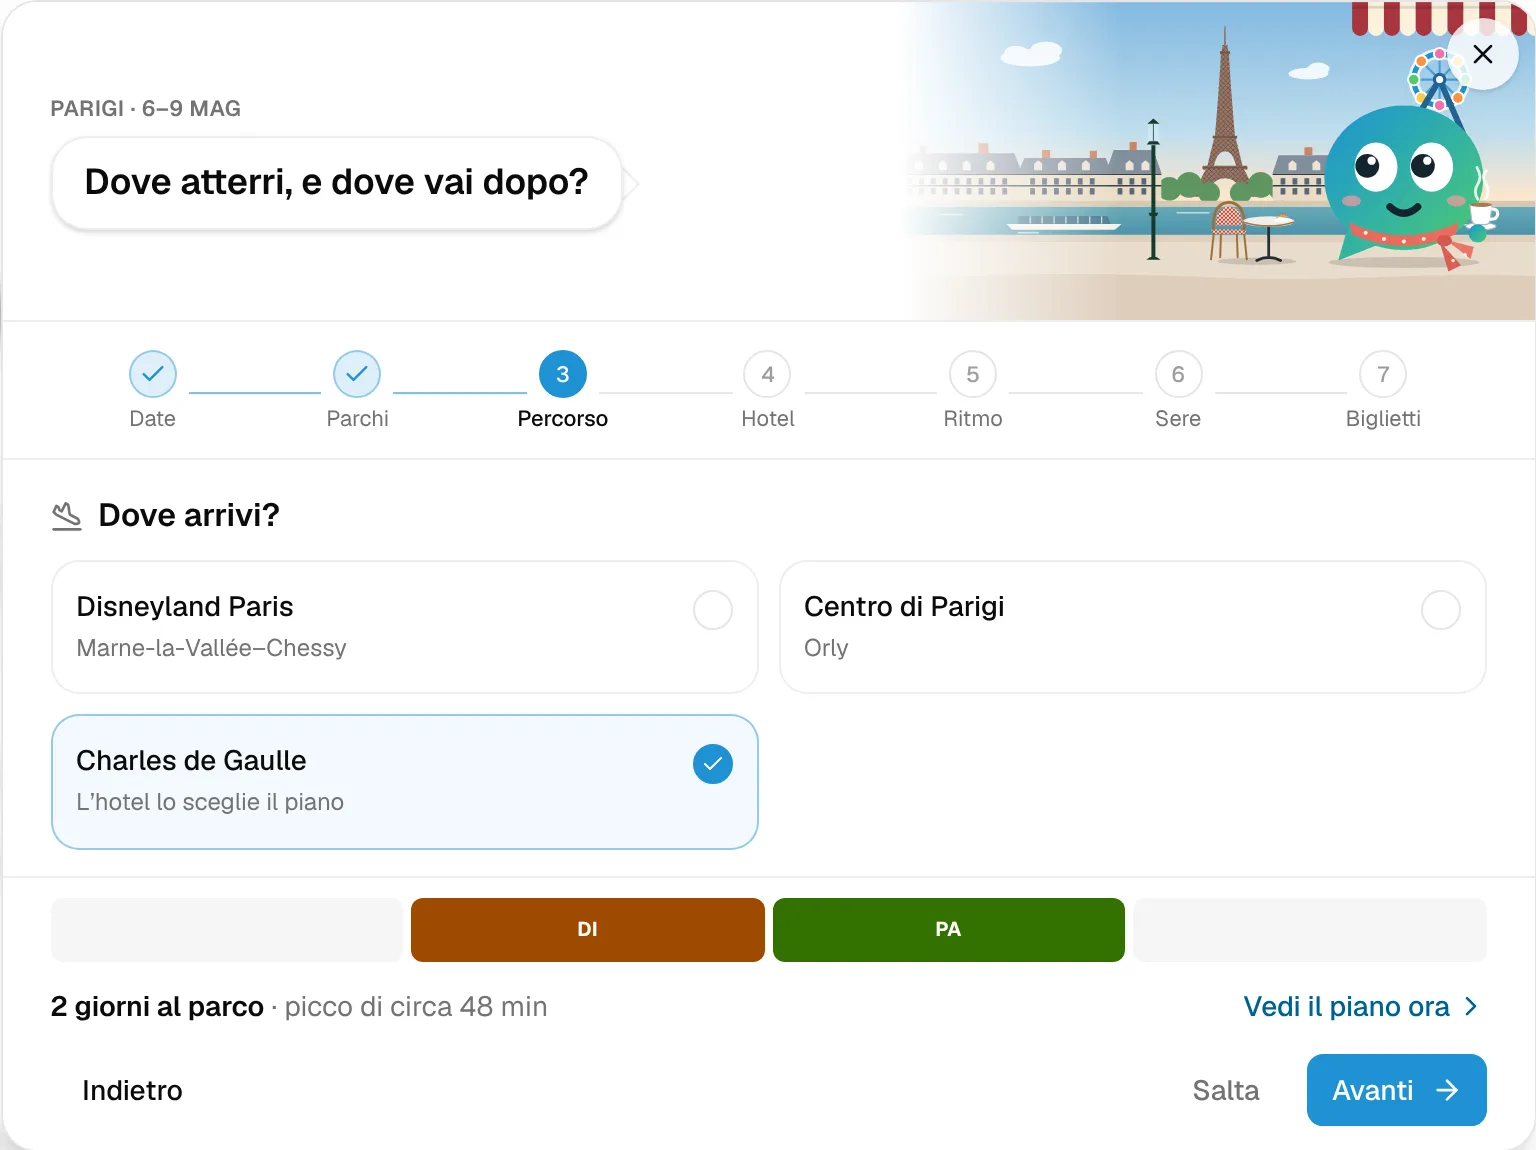 PARIGI · 6–9 MAG
Dove atterri, e dove vai dopo?
3
4
5
6
7
Date
Parchi
Percorso
Hotel
Ritmo
Sere
Biglietti
Dove arrivi?
Disneyland Paris
Marne-la-Vallée–Chessy
Centro di Parigi
Orly
Charles de Gaulle
L’hotel lo sceglie il piano
DI
PA
2 giorni al parco · picco di circa 48 min
Vedi il piano ora
Indietro
Salta
Avanti